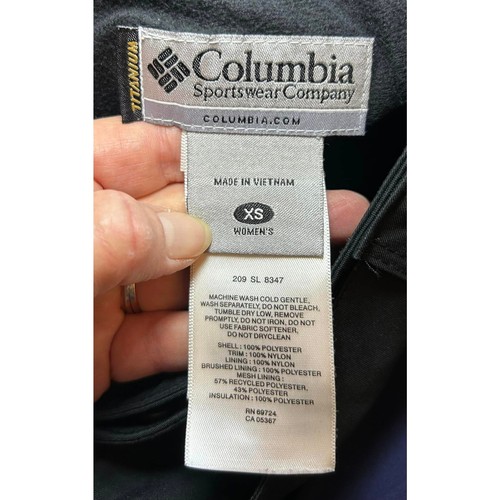 TITANIUM
Columbia
Sportswear Company
COLUMBIA.COM
MADE IN VIETNAM
XS
WOMEN'S
209 SL 8347
MACHINE WASH COLD GENTLE,
WASH SEPARATELY, DO NOT BLEACH,
TUMBLE DRY LOW, REMOVE
PROMPTLY, DO NOT IRON, DO NOT
USE FABRIC SOFTENER,
DO NOT DRYCLEAN
SHELL : 100% POLYESTER
TRIM : 100% NYLON
LINING : 100% NYLON
BRUSHED LINING : 100% POLYESTER
MESH LINING :
57% RECYCLED POLYESTER,
43% POLYESTER
INSULATION : 100% POLYESTER
RN 69724
CA 05367